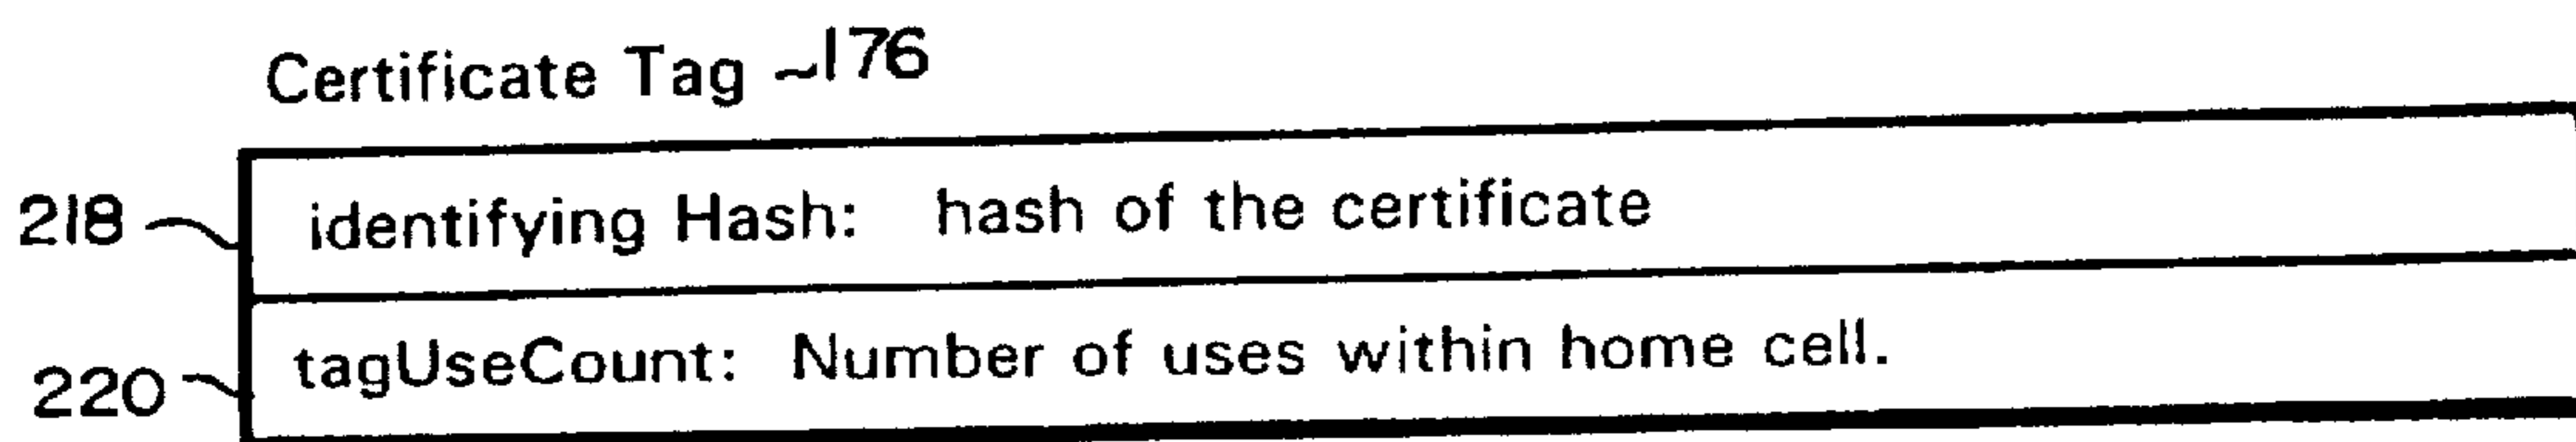 Certificate Tag ~176
218 identifying Hash: hash of the certificate
220 tagUseCount: Number of uses within home cell.